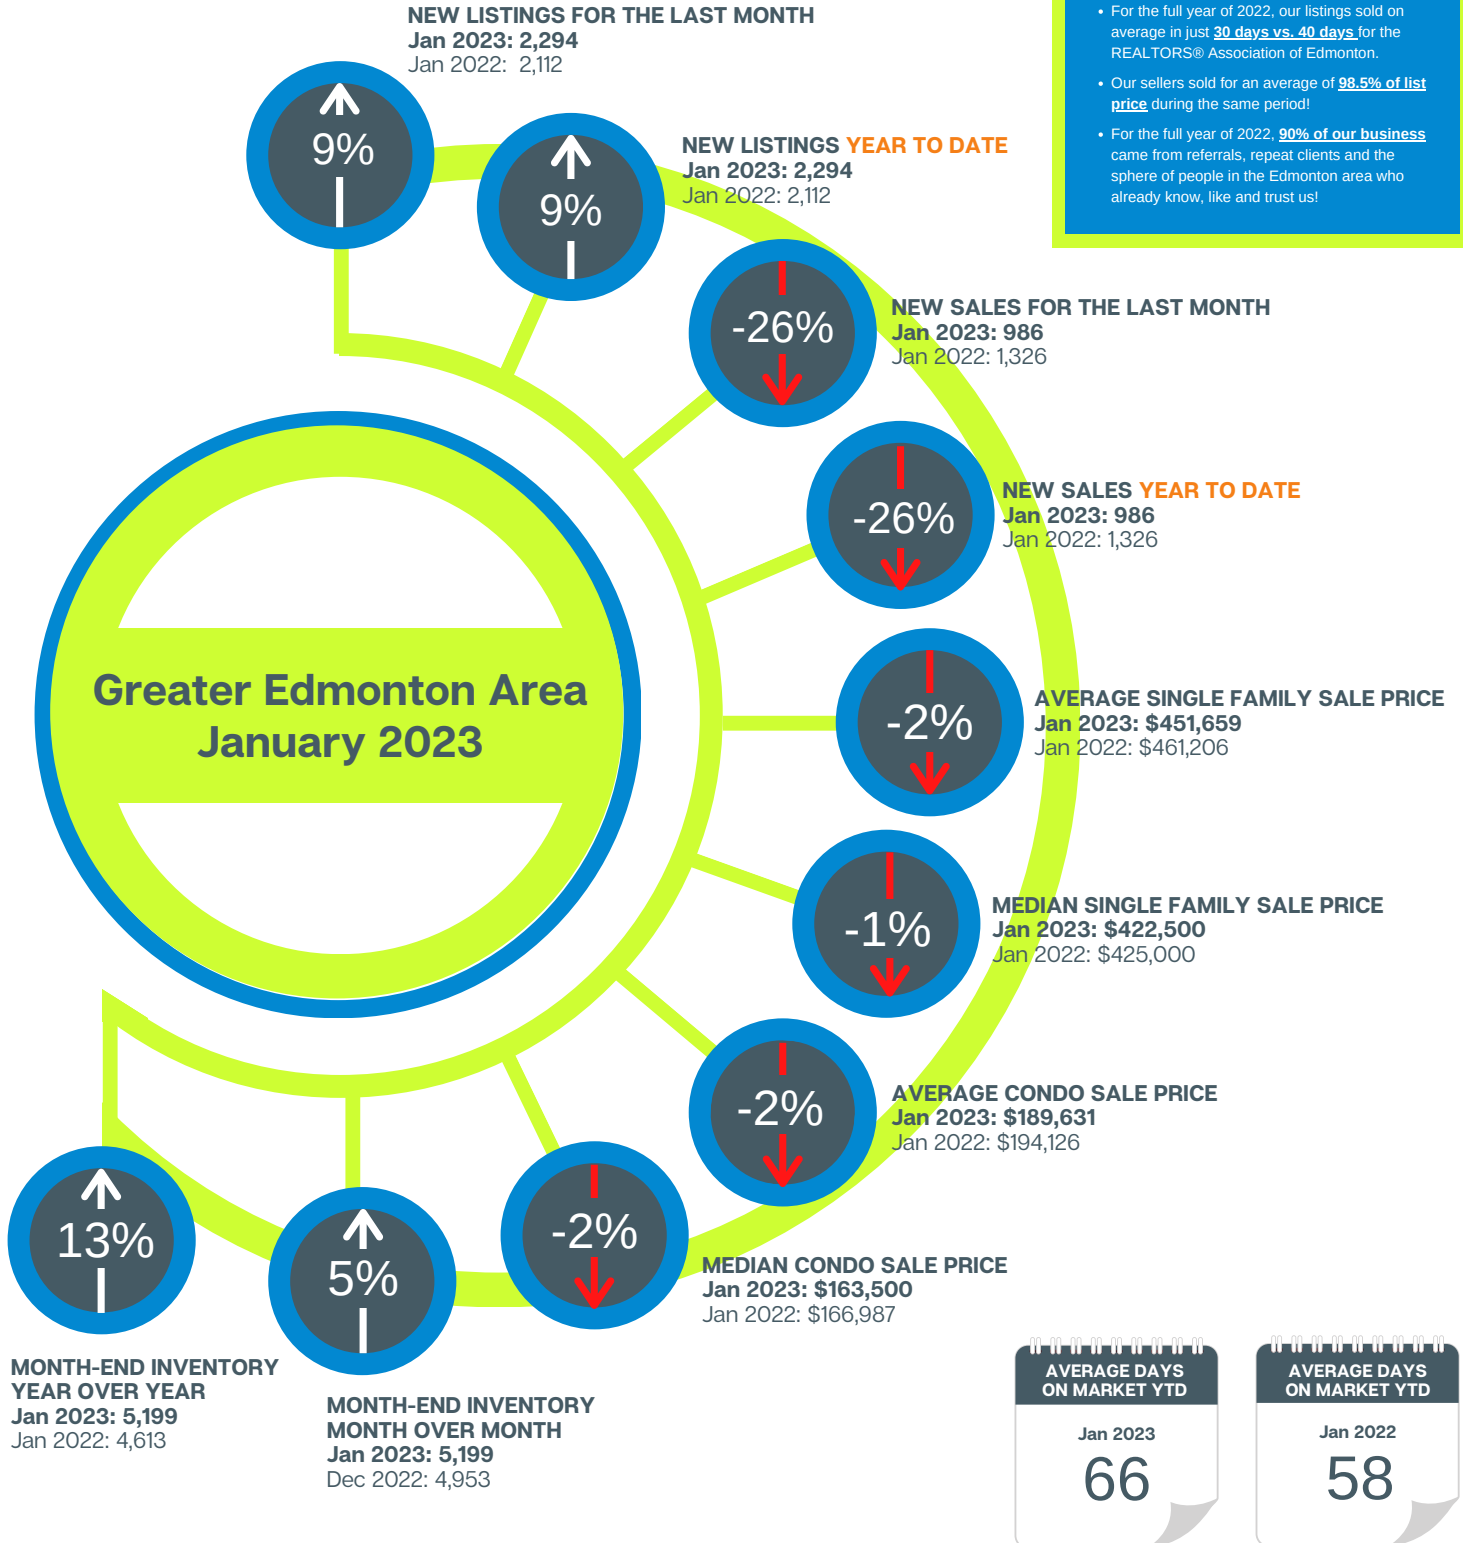 NEW LISTINGS FOR THE LAST MONTH
Jan 2023: 2,294
Jan 2022: 2,112
9%
NEW LISTINGS YEAR TO DATE
Jan 2023: 2,294
Jan 2022: 2,112
9%
• For the full year of 2022, our listings sold on
average in just 30 days vs. 40 days for the
REALTORS® Association of Edmonton.
• Our sellers sold for an average of 98.5% of list
price during the same period!
• For the full year of 2022, 90% of our business
came from referrals, repeat clients and the
sphere of people in the Edmonton area who
already know, like and trust us!
-26%
NEW SALES FOR THE LAST MONTH
Jan 2023: 986
Jan 2022: 1,326
-26%
NEW SALES YEAR TO DATE
Jan 2023: 986
Jan 2022: 1,326
Greater Edmonton Area
January 2023
-2%
AVERAGE SINGLE FAMILY SALE PRICE
Jan 2023: $451,659
Jan 2022: $461,206
-1%
MEDIAN SINGLE FAMILY SALE PRICE
Jan 2023: $422,500
Jan 2022: $425,000
-2%
AVERAGE CONDO SALE PRICE
Jan 2023: $189,631
Jan 2022: $194,126
-2%
MEDIAN CONDO SALE PRICE
Jan 2023: $163,500
Jan 2022: $166,987
13%
MONTH-END INVENTORY
YEAR OVER YEAR
Jan 2023: 5,199
Jan 2022: 4,613
5%
MONTH-END INVENTORY
MONTH OVER MONTH
Jan 2023: 5,199
Dec 2022: 4,953
AVERAGE DAYS
ON MARKET YTD
Jan 2023
66
AVERAGE DAYS
ON MARKET YTD
Jan 2022
58